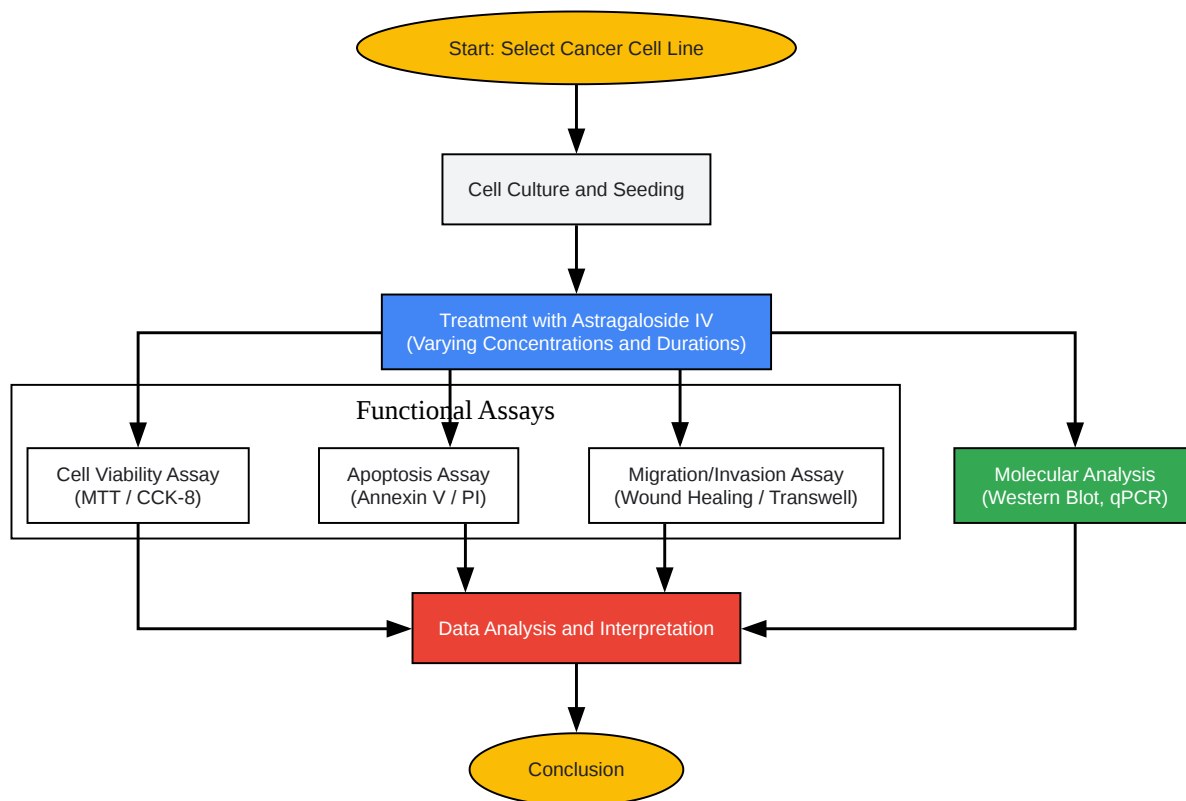 Start: Select Cancer Cell Line
Cell Culture and Seeding
Treatment with Astragaloside IV
(Varying Concentrations and Durations)
Functional Assays
Cell Viability Assay
(MTT / CCK-8)
Apoptosis Assay
(Annexin V / PI)
Migration/Invasion Assay
(Wound Healing / Transwell)
Molecular Analysis
(Western Blot, qPCR)
Data Analysis and Interpretation
Conclusion